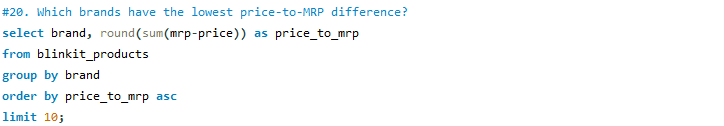 #20. Which brands have the lowest price-to-MRP difference?
select brand, round(sum(mrp-price)) as price_to_mrp
from blinkit_products
group by brand
order by price_to_mrp asc
limit 10;